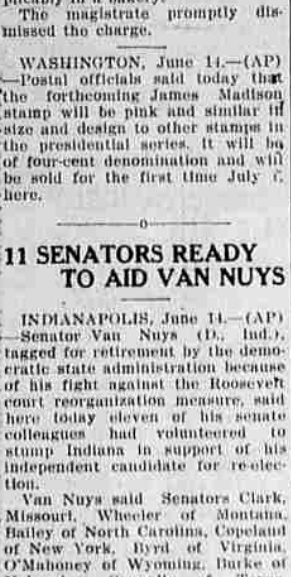 The magistrate promptly dis-
missed the charge.
WASHINGTON, June 14.—(AP)
—Postal officials said today that
the forthcoming James Madison
stamp will be pink and similar in
size and design to other stamps in
the presidential series. It will be
of four-cent denomination and will
be sold for the first time July
here.
o
11 SENATORS READY
TO AID VAN NUYS
INDIANAPOLIS, June 14.—(AP)
—Senator Van Nuys (D., Ind.),
tagged for retirement by the demo-
cratic state administration because
of his fight against the Roosevelt
court reorganization measure, said
here today eleven of his senate
colleagues had volunteered to
stump Indiana in support of his
independent candidate for re-elec-
tion.
Van Nuys said Senators Clark,
Missouri, Wheeler of Montana,
Bailey of North Carolina, Copeland
of New York, Byrd of Virginia,
O'Mahoney of Wyoming, Burke of